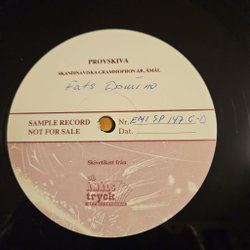 PROVSKIVA
SKANDINAVISKA GRAMMOPHON AB, ÅMÅL
Fats Domino
SAMPLE RECORD
NOT FOR SALE
Nr. EMI SP 147 C-D
Dat.
Skivetikett från
åmåls
tryck